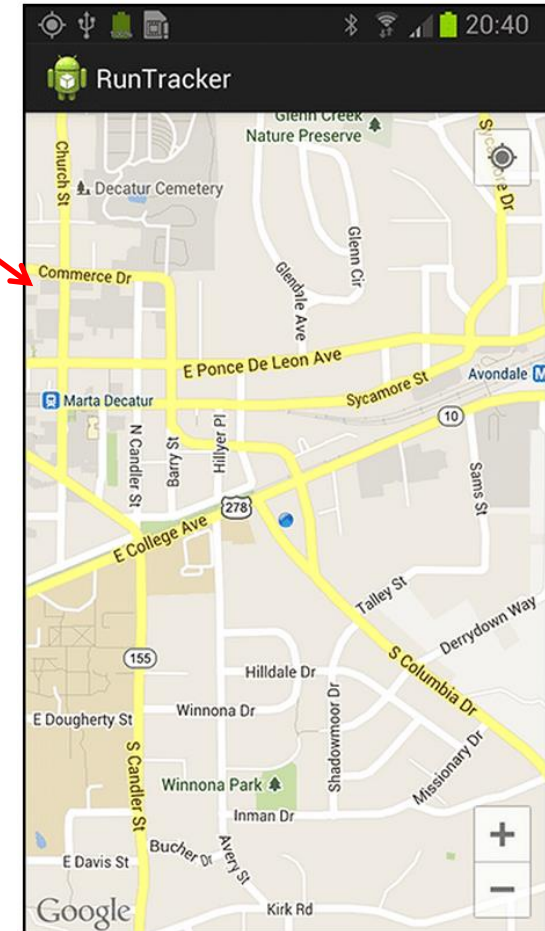 20:40
RunTracker
Glenn Creek
Nature Preserve
Sycamore Dr
Church St
Decatur Cemetery
Glenn Cir
Commerce Dr
Glendale Ave
E Ponce De Leon Ave
Avondale M
Sycamore St
Marta Decatur
10
N Candler St
Barry St
Hillyer Pl
Sams St
278
E College Ave
Talley St
Derrydown Way
155
S Columbia Dr
Hilldale Dr
Winnona Dr
E Dougherty St
Shadowmoor Dr
S Candler St
Missionary Dr
Winnona Park
Inman Dr
+
Bucher Dr
Avery St
E Davis St
−
Google
Kirk Rd